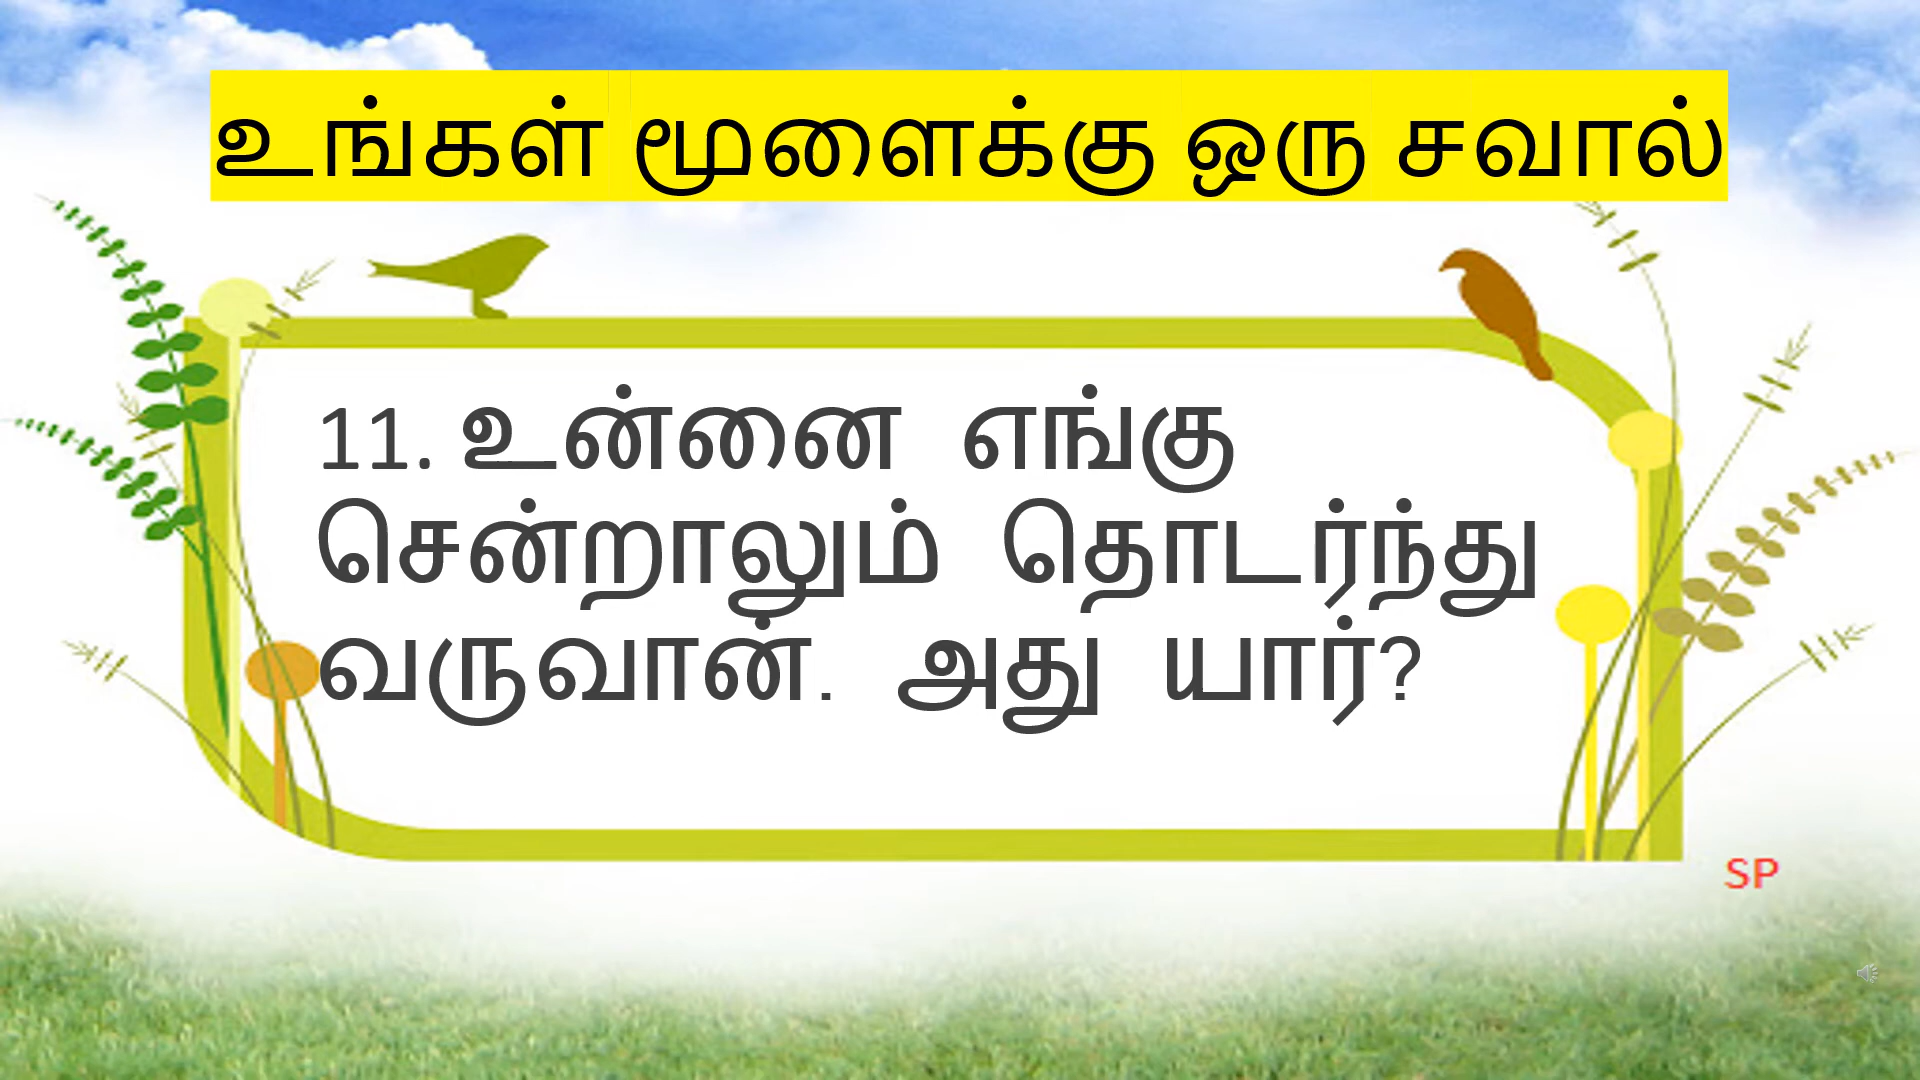 உங்கள் மூளைக்கு ஒரு சவால்
11. உன்னை எங்கு
சென்றாலும் தொடர்ந்து
வருவான். அது யார்?
SP